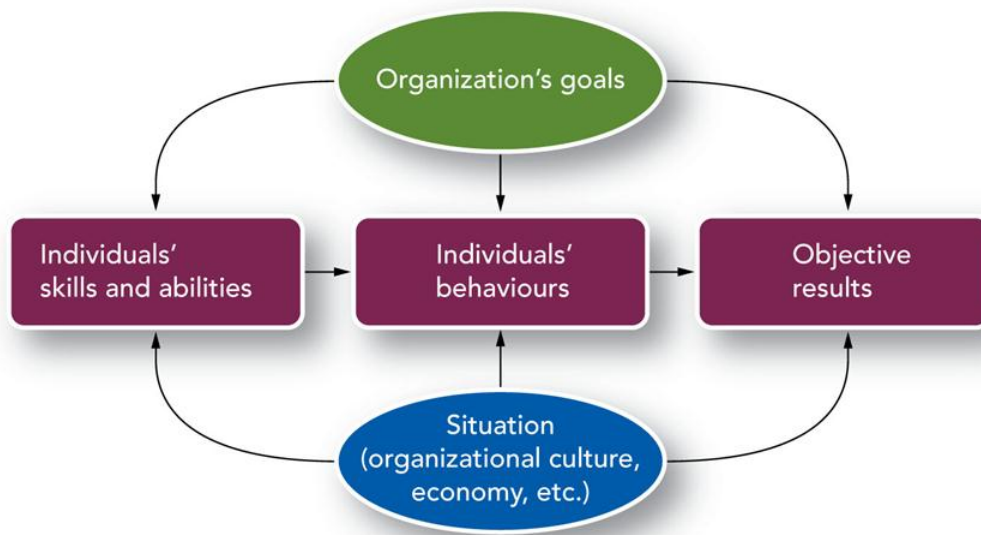 Organization's goals
Individuals'
skills and abilities
Individuals'
behaviours
Objective
results
Situation
(organizational culture,
economy, etc.)